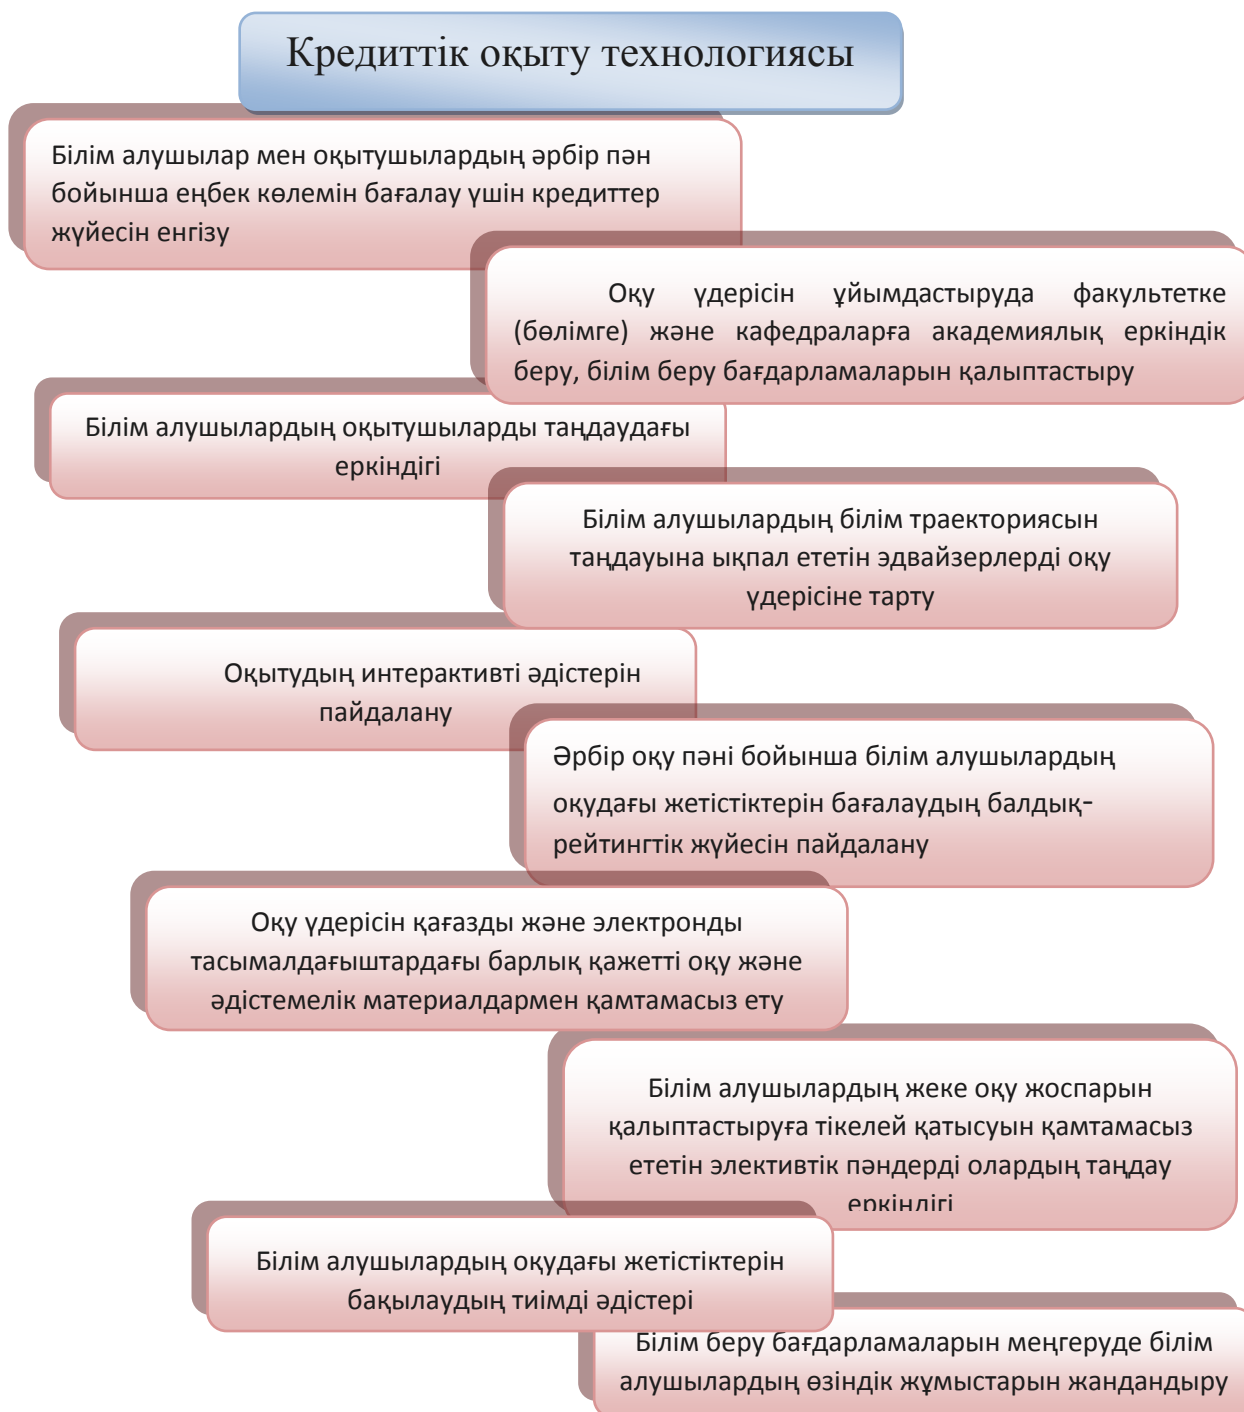 Кредиттік оқыту технологиясы
Білім алушылар мен оқытушылардың әрбір пән
бойынша еңбек көлемін бағалау үшін кредиттер
жүйесін енгізу
Оқу үдерісін ұйымдастыруда факультетке
(бөлімге) және кафедраларға академиялық еркіндік
беру, білім беру бағдарламаларын қалыптастыру
Білім алушылардың оқытушыларды таңдаудағы
еркіндігі
Білім алушылардың білім траекториясын
таңдауына ықпал ететін эдвайзерлерді оқу
үдерісіне тарту
Оқытудың интерактивті әдістерін
пайдалану
Әрбір оқу пәні бойынша білім алушылардың
оқудағы жетістіктерін бағалаудың балдық-
рейтингтік жүйесін пайдалану
Оқу үдерісін қағазды және электронды
тасымалдағыштардағы барлық қажетті оқу және
әдістемелік материалдармен қамтамасыз ету
Білім алушылардың жеке оқу жоспарын
қалыптастыруға тікелей қатысуын қамтамасыз
ететін элективтік пәндерді олардың таңдау
еркіндігі
Білім алушылардың оқудағы жетістіктерін
бақылаудың тиімді әдістері
Білім беру бағдарламаларын меңгеруде білім
алушылардың өзіндік жұмыстарын жандандыру